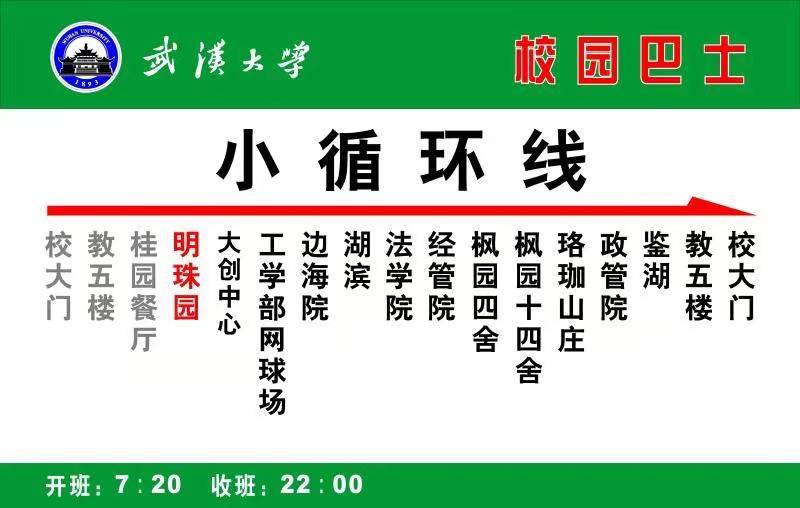 WUHAN UNIVERSITY
1893
武漢大學
校园巴士
小循环线
校大门
教五楼
桂园餐厅
明珠园
大创中心
工学部网球场
边海院
湖滨
法学院
经管院
枫园四舍
枫园十四舍
珞珈山庄
政管院
鉴湖
教五楼
校大门
开班：7：20 收班：22：00